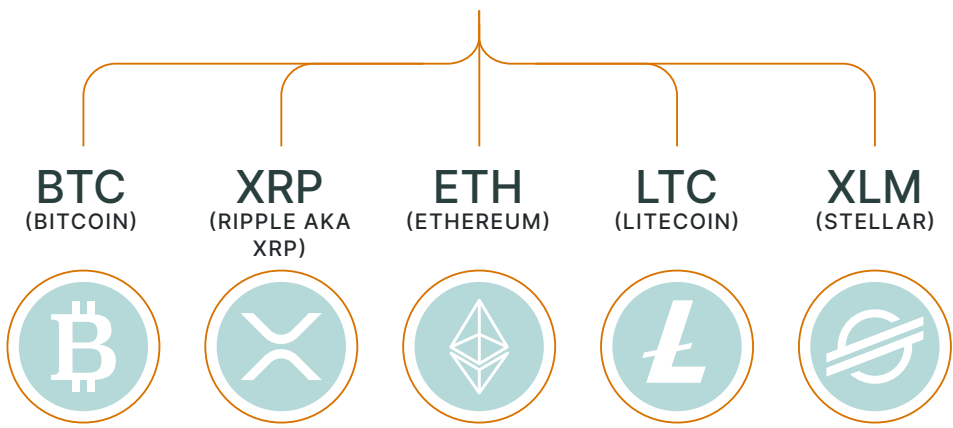 BTC
(BITCOIN)
XRP
(RIPPLE AKA
XRP)
ETH
(ETHEREUM)
LTC
(LITECOIN)
XLM
(STELLAR)